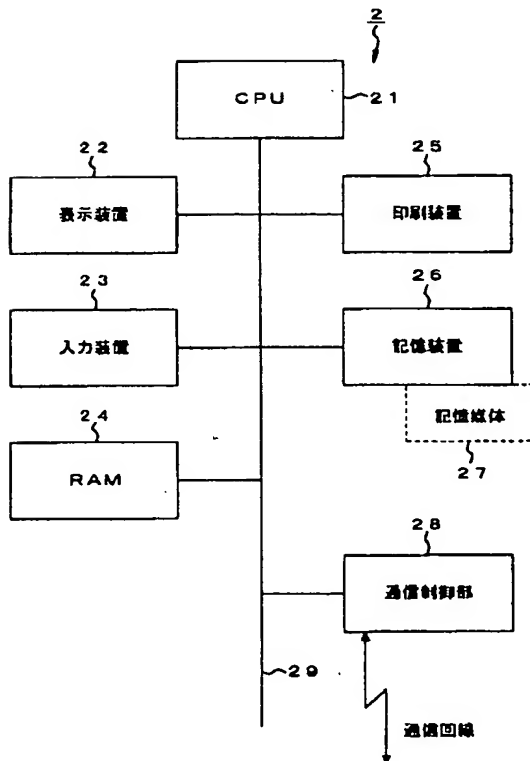 2
CPU
21
22
25
表示装置
印刷装置
23
26
入力装置
記憶装置
24
記憶媒体
RAM
27
28
通信制御部
29
通信回線